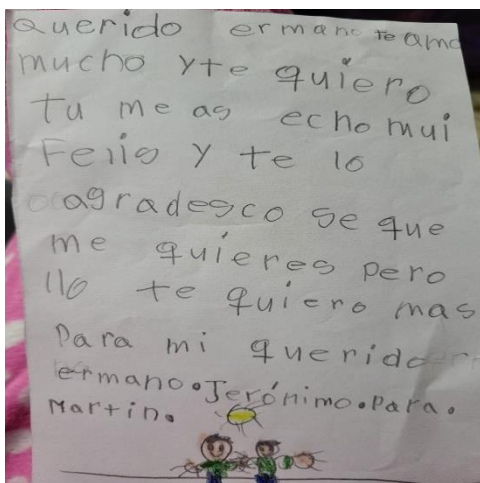 Querido ermano te amo
mucho y te quiero
tu me as echo mui
Feliis y te lo
agradesco se que
me quieres pero
llo te quiero mas
Para mi querido
ermano.Jerónimo.para.
Martin.